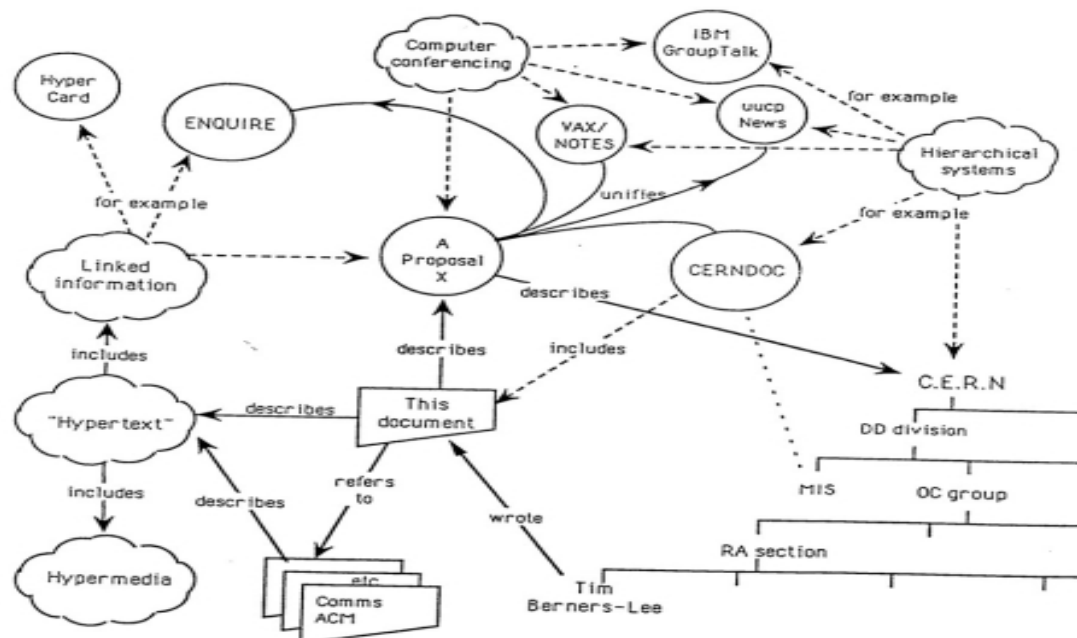 IBM
GroupTalk
Computer
conferencing
Hyper
Card
ENQUIRE
VAX/
NOTES
uucp
News
for example
Hierarchical
systems
for example
unifies
for example
A
Proposal
X
CERNDOC
Linked
information
describes
includes
describes
includes
C.E.R.N
This
document
describes
"Hypertext"
DD division
includes
describes
refers
to
wrote
MIS
OC group
RA section
Hypermedia
etc
Comms
ACM
Tim
Berners-Lee